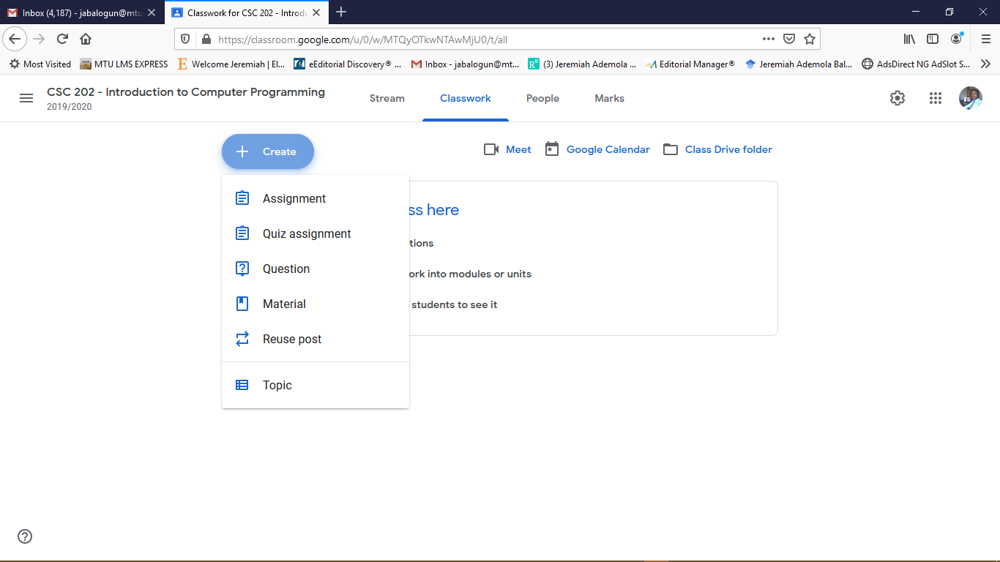 Inbox (4,187) - jabalogun@mtu
Classwork for CSC 202 - Introdu
https://classroom.google.com/u/0/w/MTQyOTkwNTAwMjU0/t/all
Most Visited
MTU LMS EXPRESS
Welcome Jeremiah | El...
eEditorial Discovery® ...
Inbox - jabalogun@mt...
(3) Jeremiah Ademola ...
Editorial Manager®
Jeremiah Ademola Bal...
AdsDirect NG AdSlot S...
CSC 202 - Introduction to Computer Programming
2019/2020
Stream
Classwork
People
Marks
Create
Meet
Google Calendar
Class Drive folder
Assignment
Quiz assignment
Question
Material
Reuse post
Topic
ss here
tions
ork into modules or units
students to see it